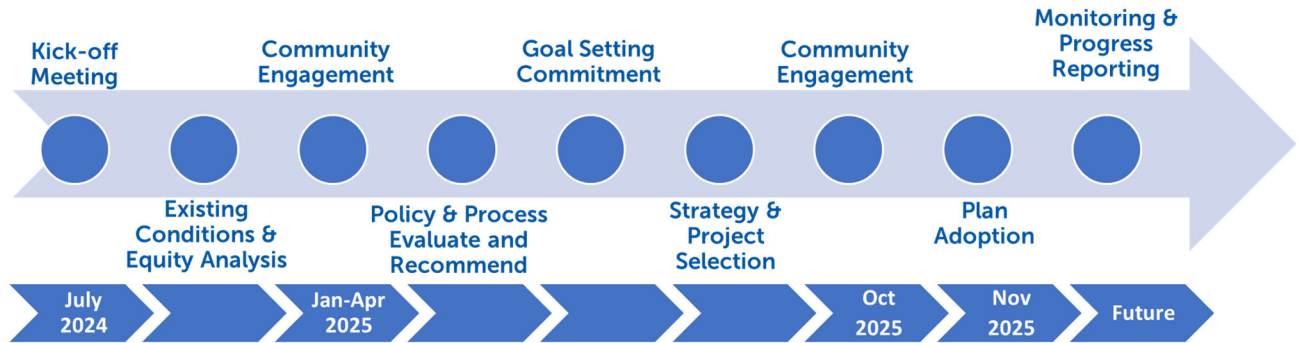 Kick-off
Meeting
Existing
Conditions &
Equity Analysis
Community
Engagement
Policy & Process
Evaluate and
Recommend
Goal Setting
Commitment
Strategy &
Project
Selection
Community
Engagement
Plan
Adoption
Monitoring &
Progress
Reporting
July
2024
Jan-Apr
2025
Oct
2025
Nov
2025
Future